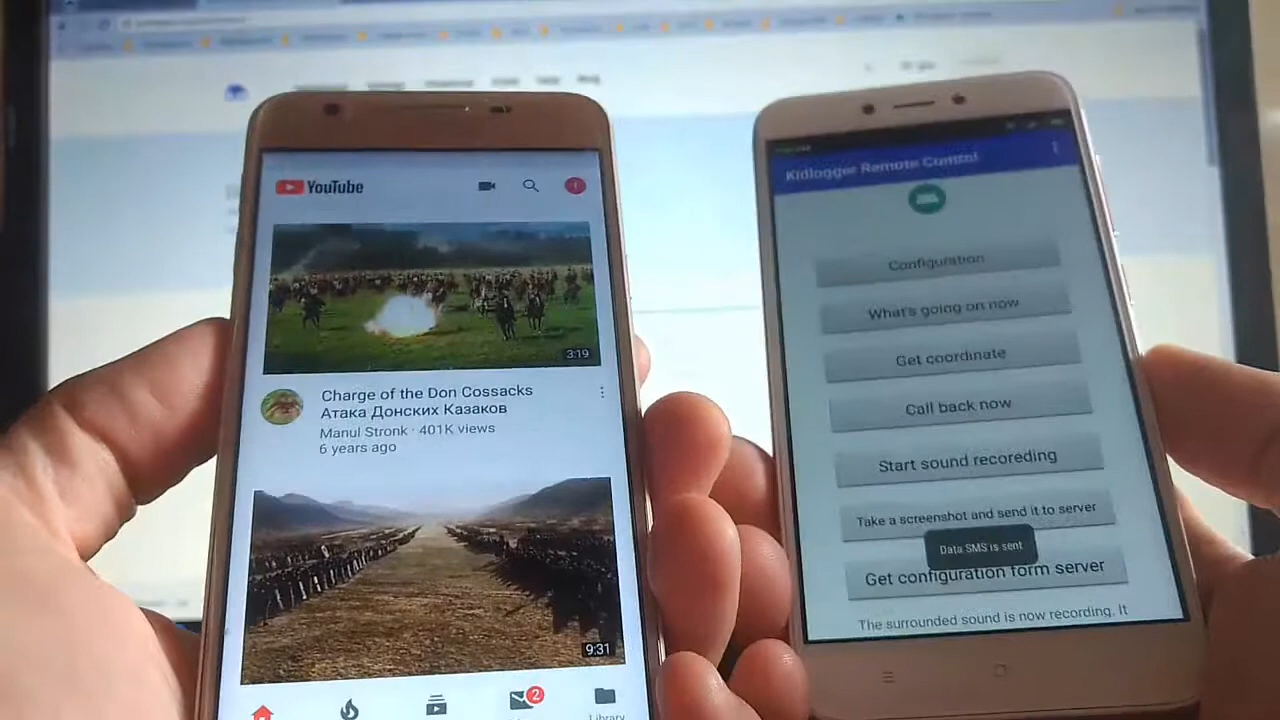 YouTube
3:19
Charge of the Don Cossacks
Атака Донских Казаков
Manul Stronk · 401K views
6 years ago
9:31
2
Library
Kidlogger Remote Control
Configuration
What's going on now
Get coordinate
Call back now
Start sound recoreding
Take a screenshot and send it to server
Data SMS is sent
Get configuration form server
The surrounded sound is now recording. It